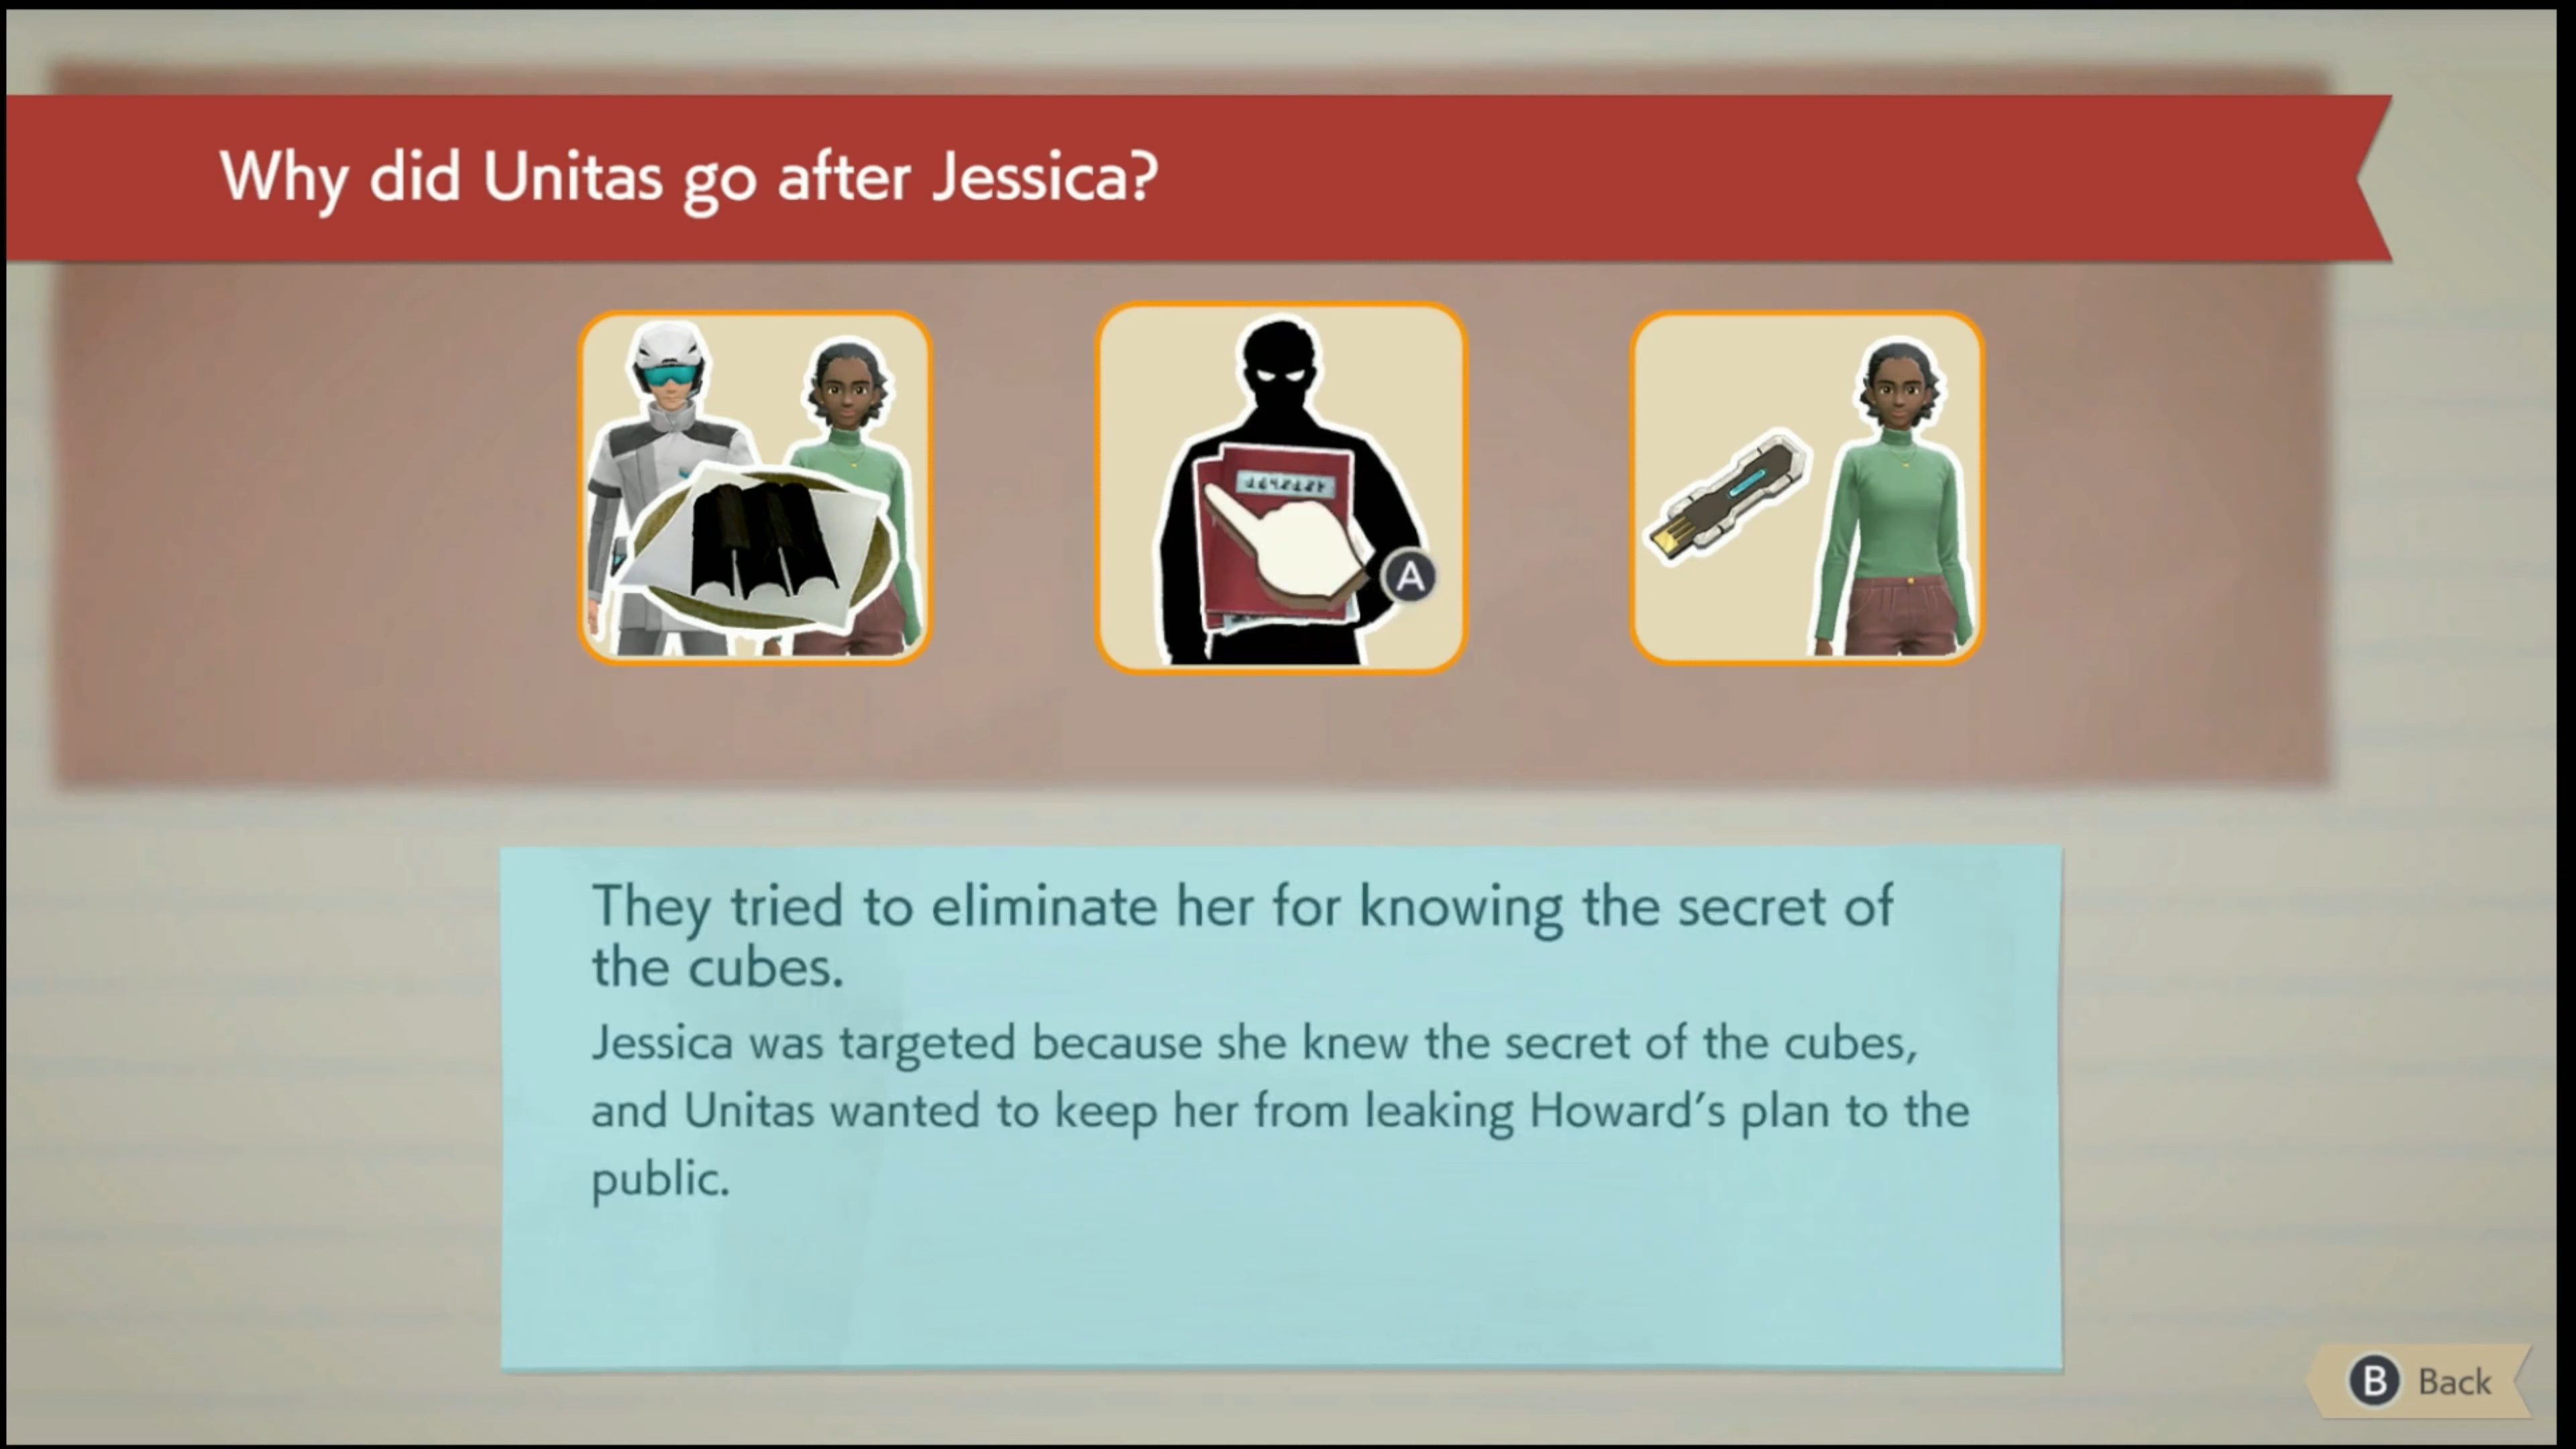 Why did Unitas go after Jessica?
A
They tried to eliminate her for knowing the secret of
the cubes.
Jessica was targeted because she knew the secret of the cubes,
and Unitas wanted to keep her from leaking Howard's plan to the
public.
B Back